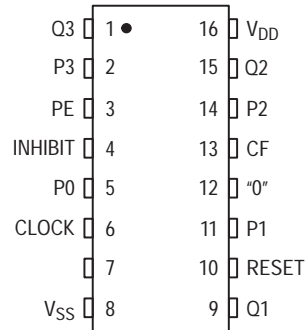 Q3 1 16 VDD
P3 2 15 Q2
PE 3 14 P2
INHIBIT 4 13 CF
P0 5 12 "0"
CLOCK 6 11 P1
7 10 RESET
VSS 8 9 Q1